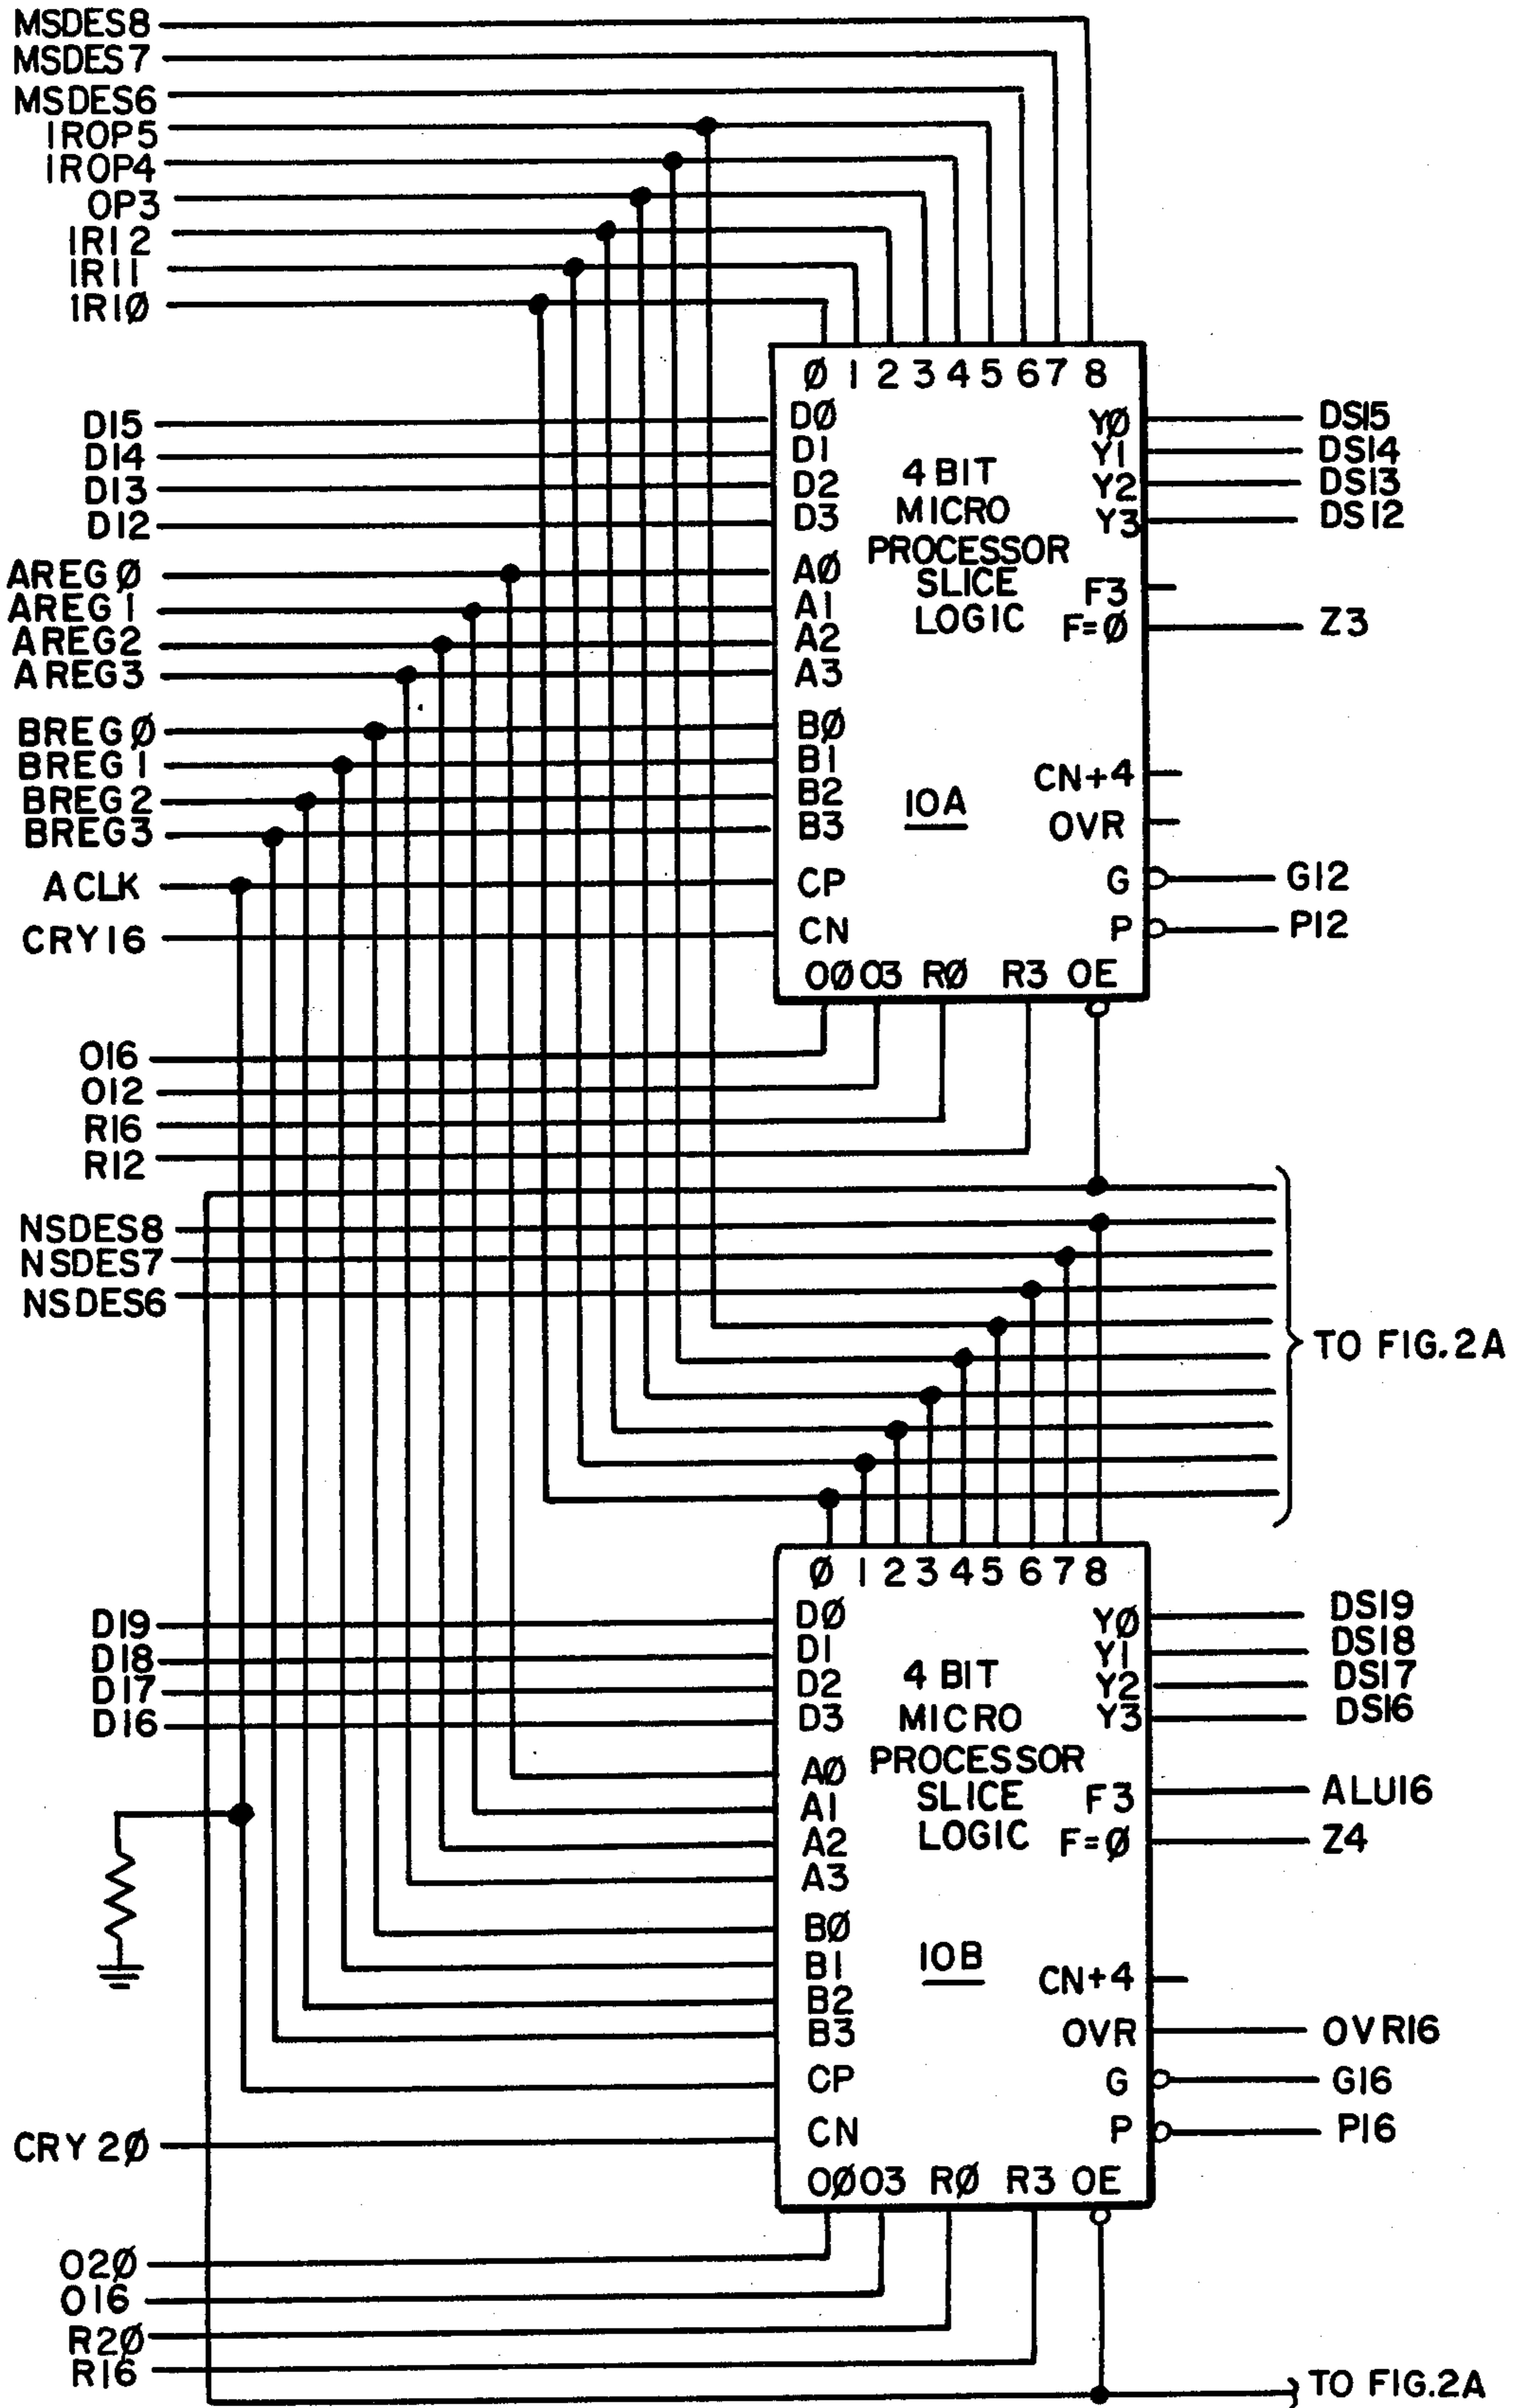 MSDES8
MSDES7
MSDES6
IROP5
IROP4
OP3
IR12
IR11
IR1Ø
Ø 1 2 3 4 5 6 7 8
D15 DØ YØ DS15
D14 D1 Y1 DS14
D13 D2 Y2 DS13
D12 D3 Y3 DS12
4 BIT
MICRO
PROCESSOR
SLICE
LOGIC
AREGØ AØ
AREG1 A1 F3
AREG2 A2 F=Ø Z3
AREG3 A3
BREGØ BØ
BREG1 B1 CN+4
BREG2 B2
BREG3 B3 10A OVR
ACLK CP G G12
CRY16 CN P P12
OØ O3 RØ R3 OE
O16
O12
R16
R12
NSDES8
NSDES7
NSDES6
TO FIG. 2A
Ø 1 2 3 4 5 6 7 8
D19 DØ YØ DS19
D18 D1 Y1 DS18
D17 D2 Y2 DS17
D16 D3 Y3 DS16
4 BIT
MICRO
PROCESSOR
SLICE
LOGIC
AØ
A1 F3 ALU16
A2 F=Ø Z4
A3
BØ
B1 10B CN+4
B2
B3 OVR OVR16
CP G G16
CRY 2Ø CN P P16
OØ O3 RØ R3 OE
O2Ø
O16
R2Ø
R16
TO FIG.2A